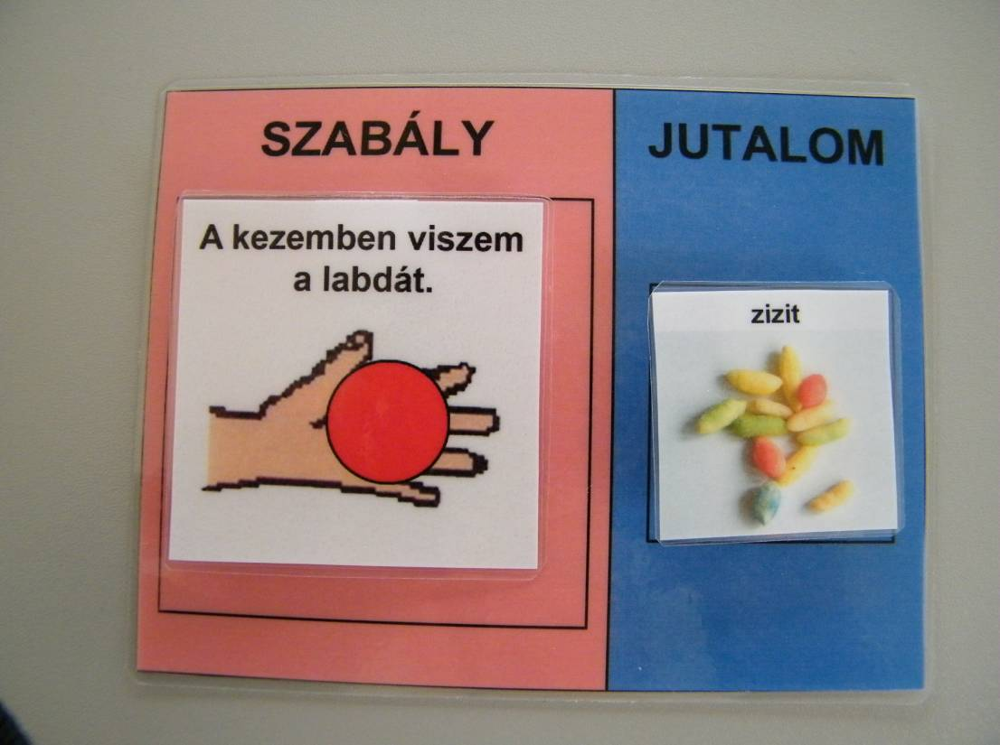 SZABÁLY
A kezemben viszem
a labdát.
JUTALOM
zizit